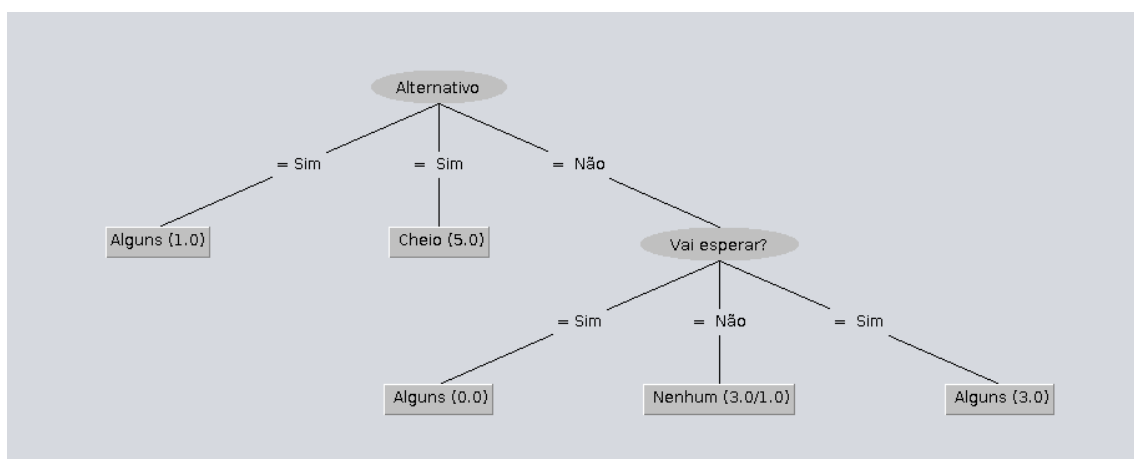 Alternativo
= Sim
= Sim
= Não
Alguns (1.0)
Cheio (5.0)
Vai esperar?
= Sim
= Não
= Sim
Alguns (0.0)
Nenhum (3.0/1.0)
Alguns (3.0)